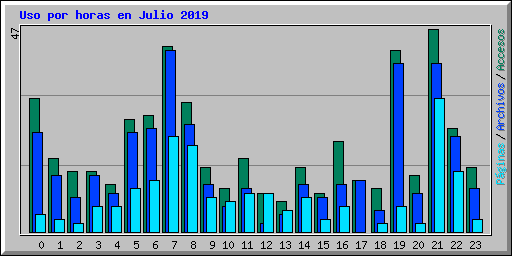 Uso por horas en Julio 2019
47
Páginas / Archivos / Accesos
0 1 2 3 4 5 6 7 8 9 10 11 12 13 14 15 16 17 18 19 20 21 22 23